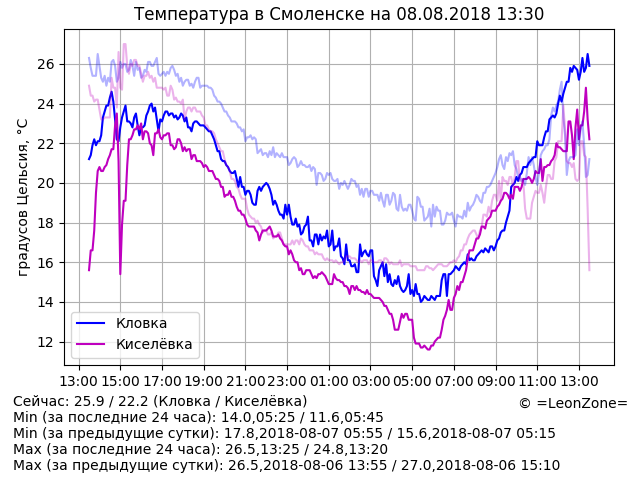 Температура в Смоленске на 08.08.2018 13:30
градусов Цельсия, °C
26
24
22
20
18
16
14
12
Кловка
Киселёвка
13:00 15:00 17:00 19:00 21:00 23:00 01:00 03:00 05:00 07:00 09:00 11:00 13:00
Сейчас: 25.9 / 22.2 (Кловка / Киселёвка)
© =LeonZone=
Min (за последние 24 часа): 14.0,05:25 / 11.6,05:45
Min (за предыдущие сутки): 17.8,2018-08-07 05:55 / 15.6,2018-08-07 05:15
Max (за последние 24 часа): 26.5,13:25 / 24.8,13:20
Max (за предыдущие сутки): 26.5,2018-08-06 13:55 / 27.0,2018-08-06 15:10